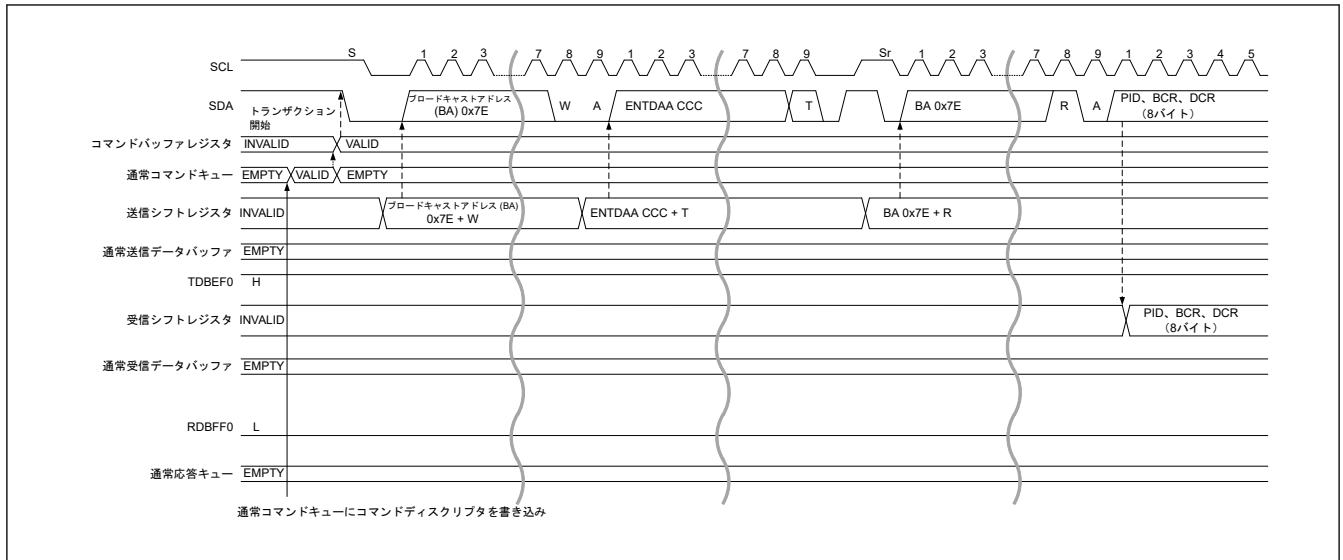 SCL S 1 2 3 7 8 9 1 2 3 7 8 9 Sr 1 2 3 7 8 9 1 2 3 4 5
SDA
トランザクション
開始
ブロードキャストアドレス
(BA) 0x7E
W A ENTDAA CCC T BA 0x7E R A
PID、BCR、DCR
(8バイト)
コマンドバッファレジスタ INVALID VALID
通常コマンドキュー EMPTY VALID EMPTY
送信シフトレジスタ INVALID
ブロードキャストアドレス (BA)
0x7E + W
ENTDAA CCC + T BA 0x7E + R
通常送信データバッファ EMPTY
TDBEF0 H
受信シフトレジスタ INVALID
PID、BCR、DCR
(8バイト)
通常受信データバッファ EMPTY
RDBFF0 L
通常応答キュー EMPTY
通常コマンドキューにコマンドディスクリプタを書き込み